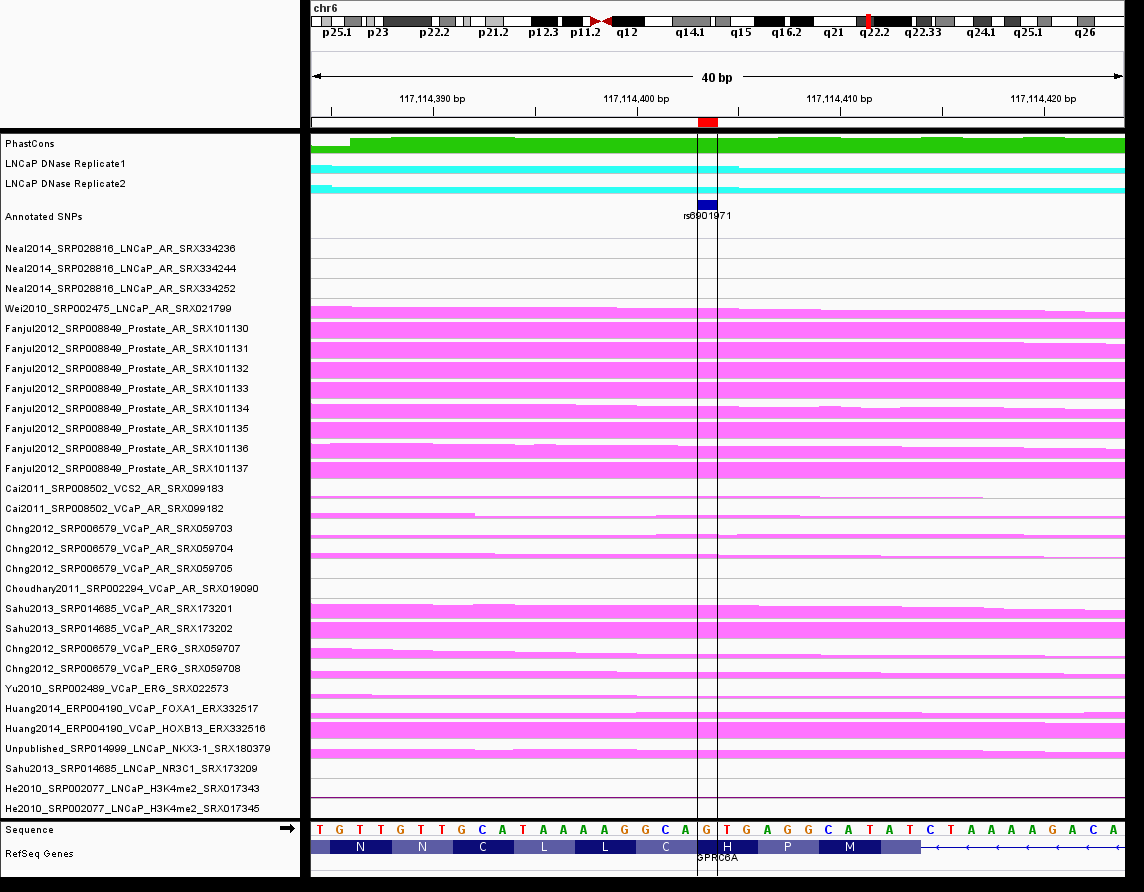 chr6
p25.1 p23 p22.2 p21.2 p12.3 p11.2 q12 q14.1 q15 q16.2 q21 q22.2 q22.33 q24.1 q25.1 q26
40 bp
117,114,390 bp 117,114,400 bp 117,114,410 bp 117,114,420 bp
PhastCons
LNCaP DNase Replicate1
LNCaP DNase Replicate2
Annotated SNPs
rs6901971
Neal2014_SRP028816_LNCaP_AR_SRX334236
Neal2014_SRP028816_LNCaP_AR_SRX334244
Neal2014_SRP028816_LNCaP_AR_SRX334252
Wei2010_SRP002475_LNCaP_AR_SRX021799
Fanjul2012_SRP008849_Prostate_AR_SRX101130
Fanjul2012_SRP008849_Prostate_AR_SRX101131
Fanjul2012_SRP008849_Prostate_AR_SRX101132
Fanjul2012_SRP008849_Prostate_AR_SRX101133
Fanjul2012_SRP008849_Prostate_AR_SRX101134
Fanjul2012_SRP008849_Prostate_AR_SRX101135
Fanjul2012_SRP008849_Prostate_AR_SRX101136
Fanjul2012_SRP008849_Prostate_AR_SRX101137
Cai2011_SRP008502_VCS2_AR_SRX099183
Cai2011_SRP008502_VCaP_AR_SRX099182
Chng2012_SRP006579_VCaP_AR_SRX059703
Chng2012_SRP006579_VCaP_AR_SRX059704
Chng2012_SRP006579_VCaP_AR_SRX059705
Choudhary2011_SRP002294_VCaP_AR_SRX019090
Sahu2013_SRP014685_VCaP_AR_SRX173201
Sahu2013_SRP014685_VCaP_AR_SRX173202
Chng2012_SRP006579_VCaP_ERG_SRX059707
Chng2012_SRP006579_VCaP_ERG_SRX059708
Yu2010_SRP002489_VCaP_ERG_SRX022573
Huang2014_ERP004190_VCaP_FOXA1_ERX332517
Huang2014_ERP004190_VCaP_HOXB13_ERX332516
Unpublished_SRP014999_LNCaP_NKX3-1_SRX180379
Sahu2013_SRP014685_LNCaP_NR3C1_SRX173209
He2010_SRP002077_LNCaP_H3K4me2_SRX017343
He2010_SRP002077_LNCaP_H3K4me2_SRX017345
Sequence T G T T G T T G C A T A A A A G G C A G T G A G G C A T A T C T A A A A G A C A
RefSeq Genes N N C L L C H P M
GPRC6A